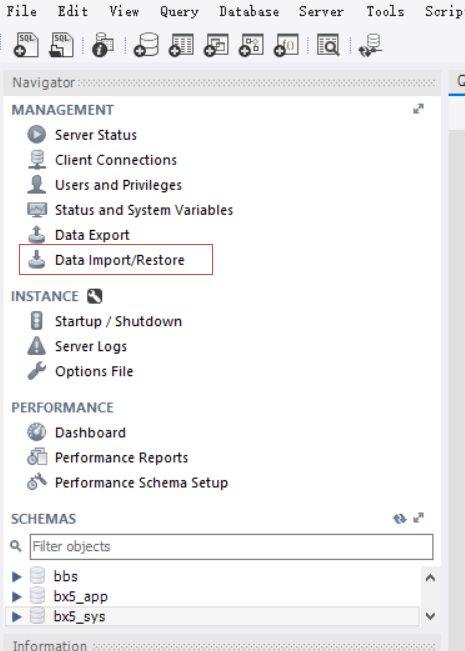 File Edit View Query Database Server Tools Scrip
SQL SQL
Navigator
MANAGEMENT
Server Status
Client Connections
Users and Privileges
Status and System Variables
Data Export
Data Import/Restore
INSTANCE
Startup / Shutdown
Server Logs
Options File
PERFORMANCE
Dashboard
Performance Reports
Performance Schema Setup
SCHEMAS
Filter objects
bbs
bx5_app
bx5_sys
Information